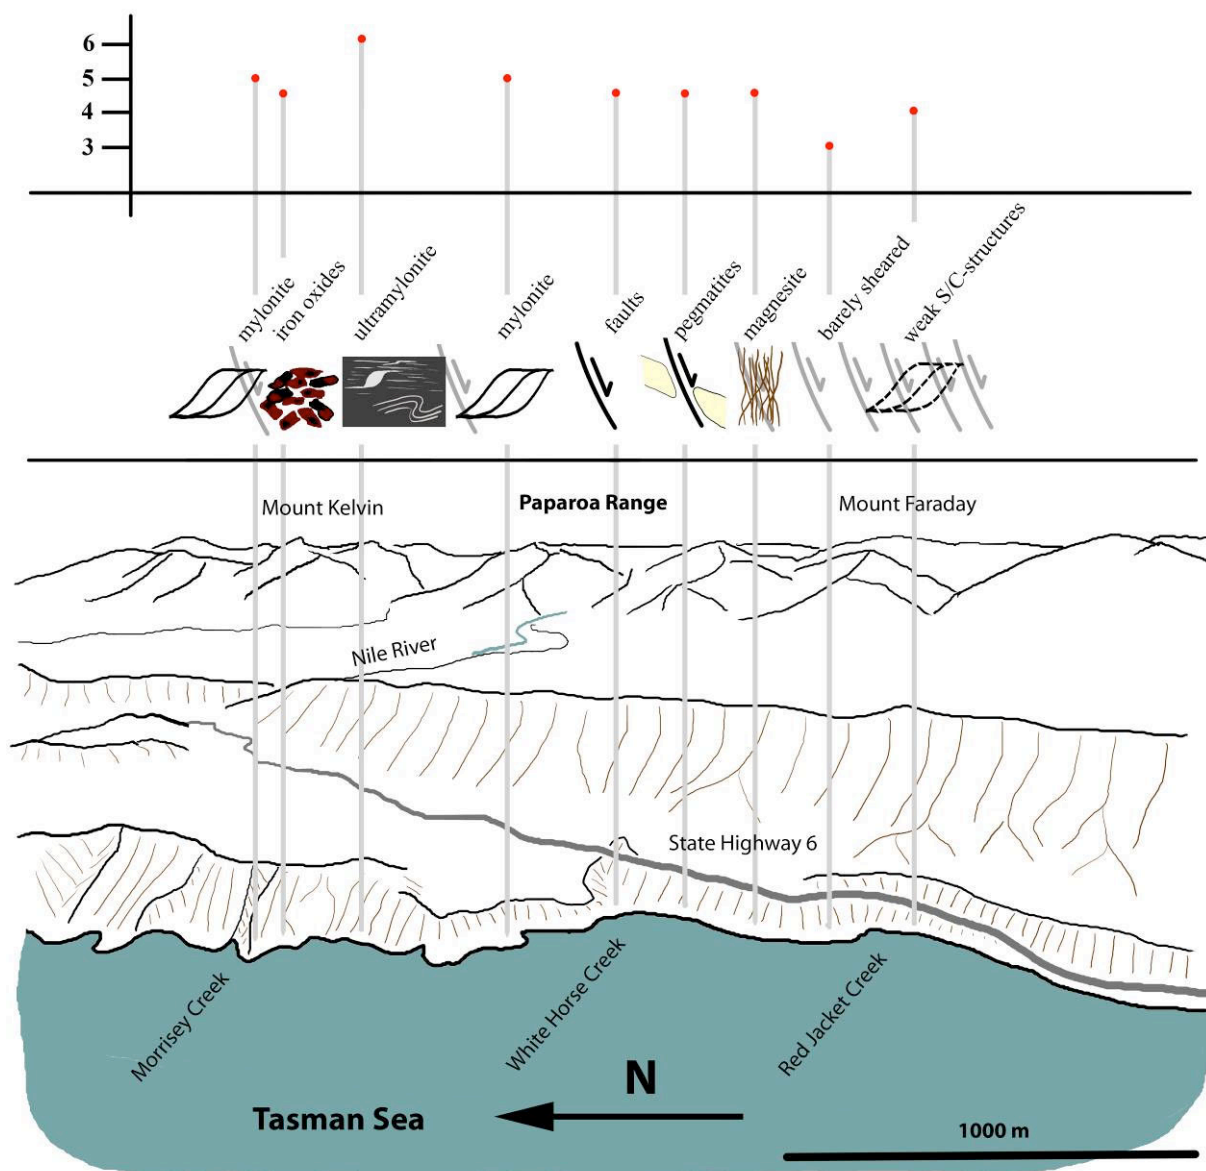 6
5
4
3
mylonite
iron oxides
ultramylonite
mylonite
faults
pegmatites
magnesite
barely sheared
weak S/C-structures
Mount Kelvin
Paparoa Range
Mount Faraday
Nile River
State Highway 6
Morrisey Creek
White Horse Creek
Red Jacket Creek
N
Tasman Sea
1000 m